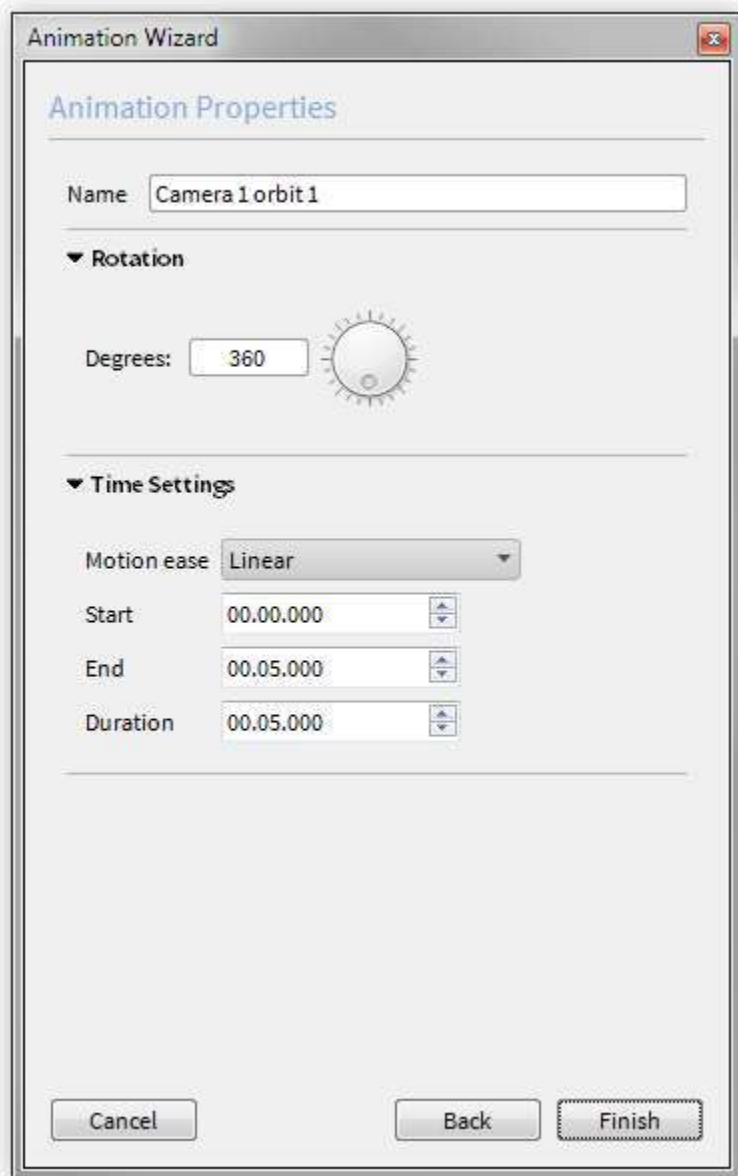 Animation Wizard
Animation Properties
Name Camera 1 orbit 1
Rotation
Degrees: 360
Time Settings
Motion ease Linear
Start 00.00.000
End 00.05.000
Duration 00.05.000
Cancel Back Finish